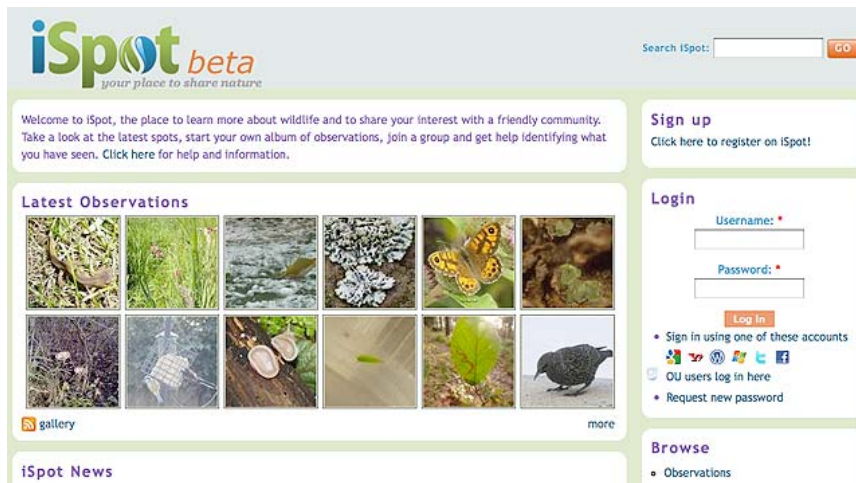 iSpot beta
your place to share nature
Search iSpot:
GO
Welcome to iSpot, the place to learn more about wildlife and to share your interest with a friendly community.
Take a look at the latest spots, start your own album of observations, join a group and get help identifying what
you have seen. Click here for help and information.
Latest Observations
gallery
more
iSpot News
Sign up
Click here to register on iSpot!
Login
Username: *
Password: *
Log in
Sign in using one of these accounts
OU users log in here
Request new password
Browse
Observations